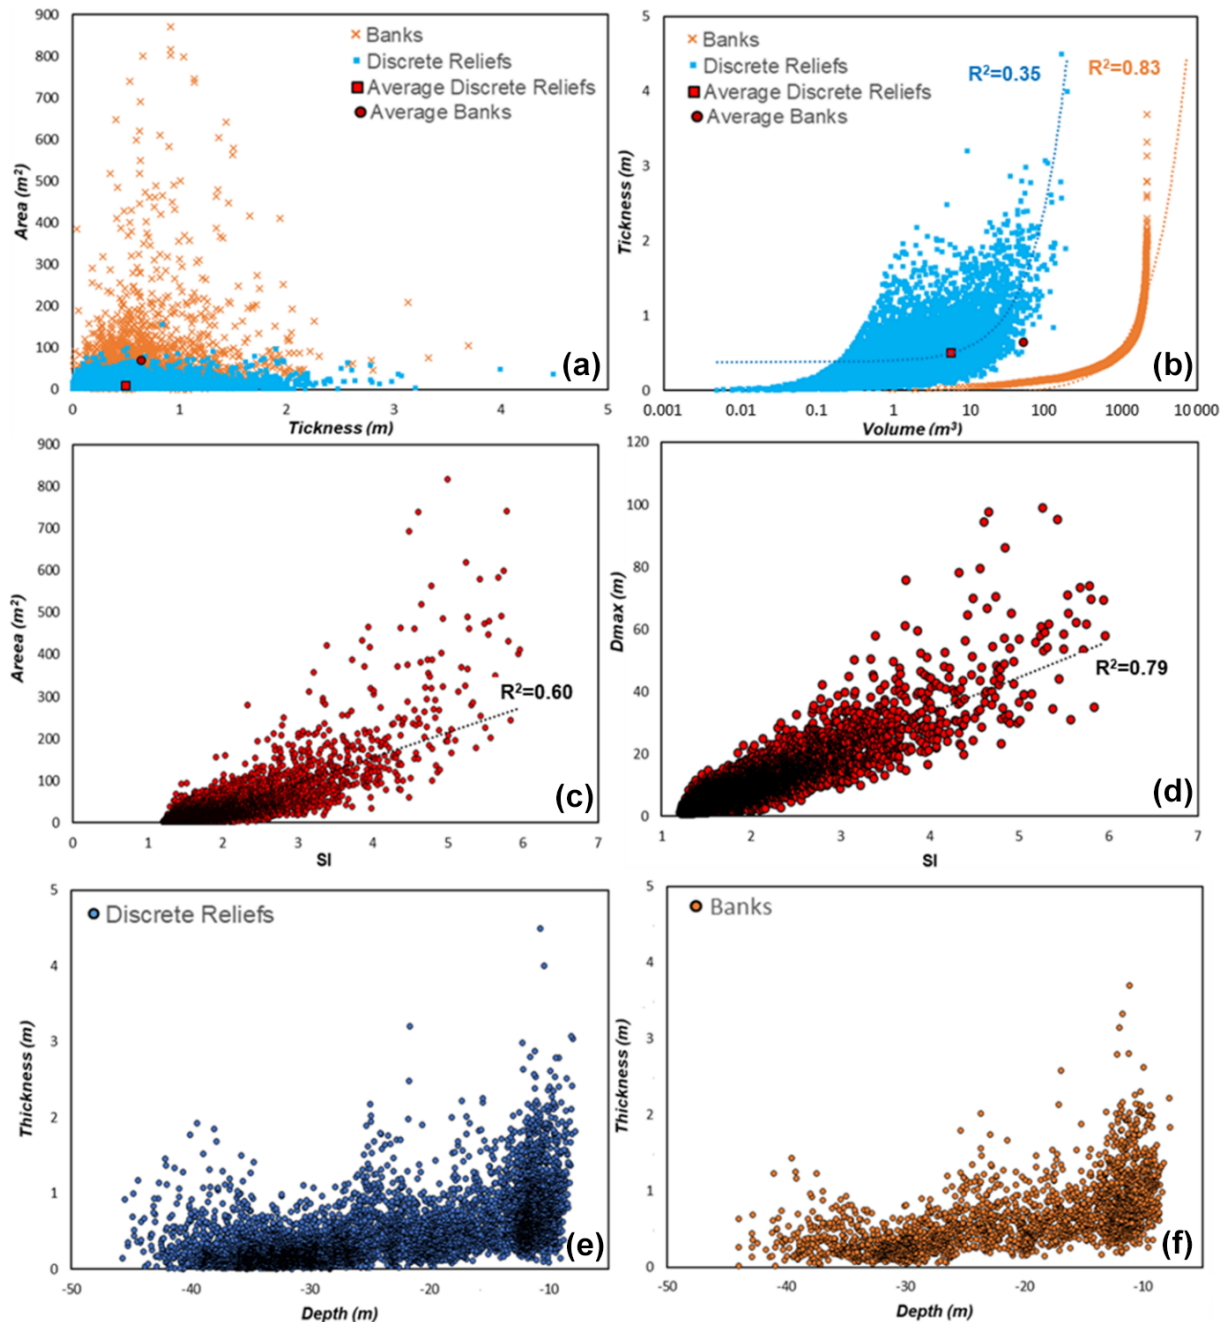 900
800
700
600
500
400
300
200
100
0
Area (m²)
× Banks
Discrete Reliefs
Average Discrete Reliefs
Average Banks
(a)
0 1 2 3 4 5
Tickness (m)
5
4
3
2
1
0
Tickness (m)
× Banks
Discrete Reliefs
Average Discrete Reliefs
Average Banks
R²=0.35
R²=0.83
(b)
0.001 0.01 0.1 1 10 100 1000 10000
Volume (m³)
900
800
700
600
500
400
300
200
100
0
Areea (m²)
R²=0.60
(c)
0 1 2 3 4 5 6 7
SI
120
100
80
60
40
20
0
Dmax (m)
R²=0.79
(d)
1 2 3 4 5 6 7
SI
5
4
3
2
1
0
Thickness (m)
Discrete Reliefs
(e)
-50 -40 -30 -20 -10
Depth (m)
5
4
3
2
1
0
Thickness (m)
Banks
(f)
-50 -40 -30 -20 -10
Depth (m)